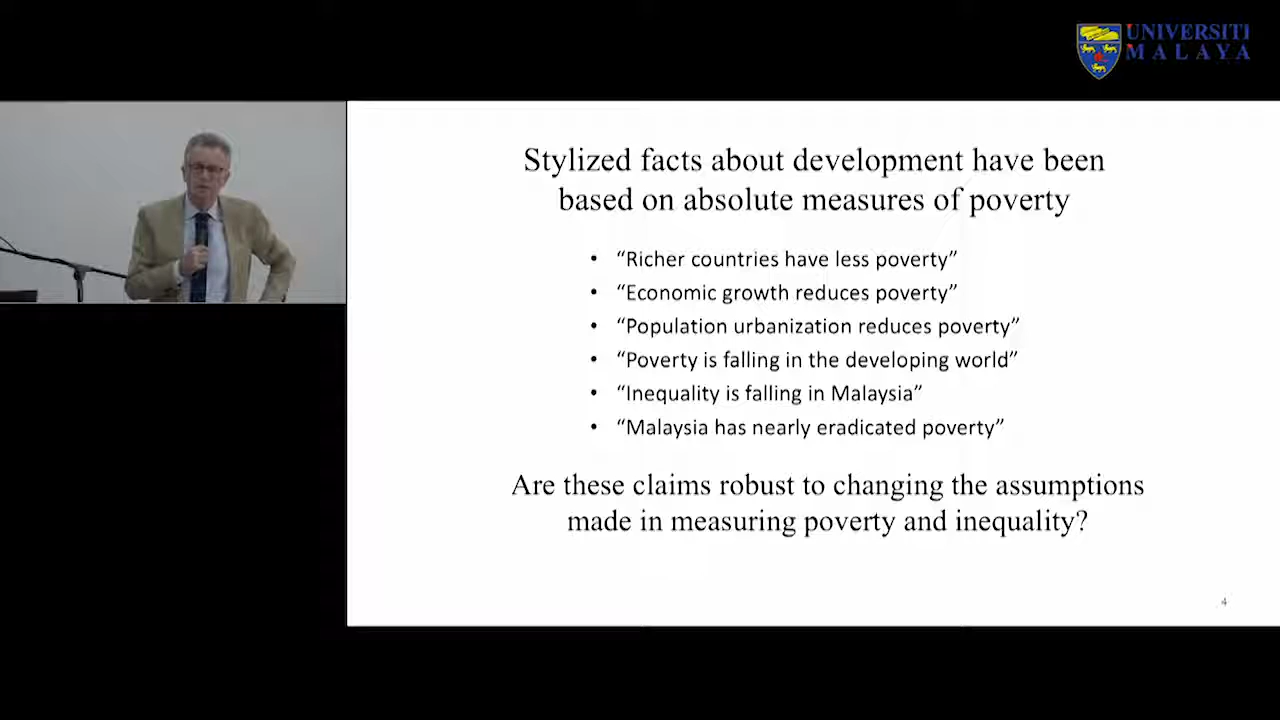 UNIVERSITI
MALAYA
Stylized facts about development have been
based on absolute measures of poverty
• “Richer countries have less poverty”
• “Economic growth reduces poverty”
• “Population urbanization reduces poverty”
• “Poverty is falling in the developing world”
• “Inequality is falling in Malaysia”
• “Malaysia has nearly eradicated poverty”
Are these claims robust to changing the assumptions
made in measuring poverty and inequality?
4